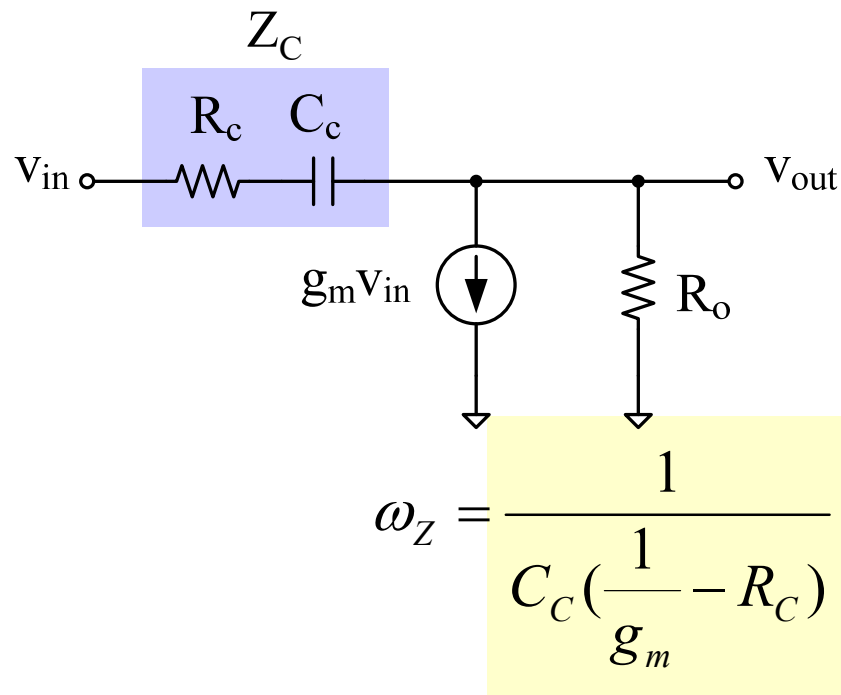 Z_C
R_c C_c
v_in v_out
g_m v_in
R_o
ω_Z = 1 / (C_C (1/g_m − R_C))